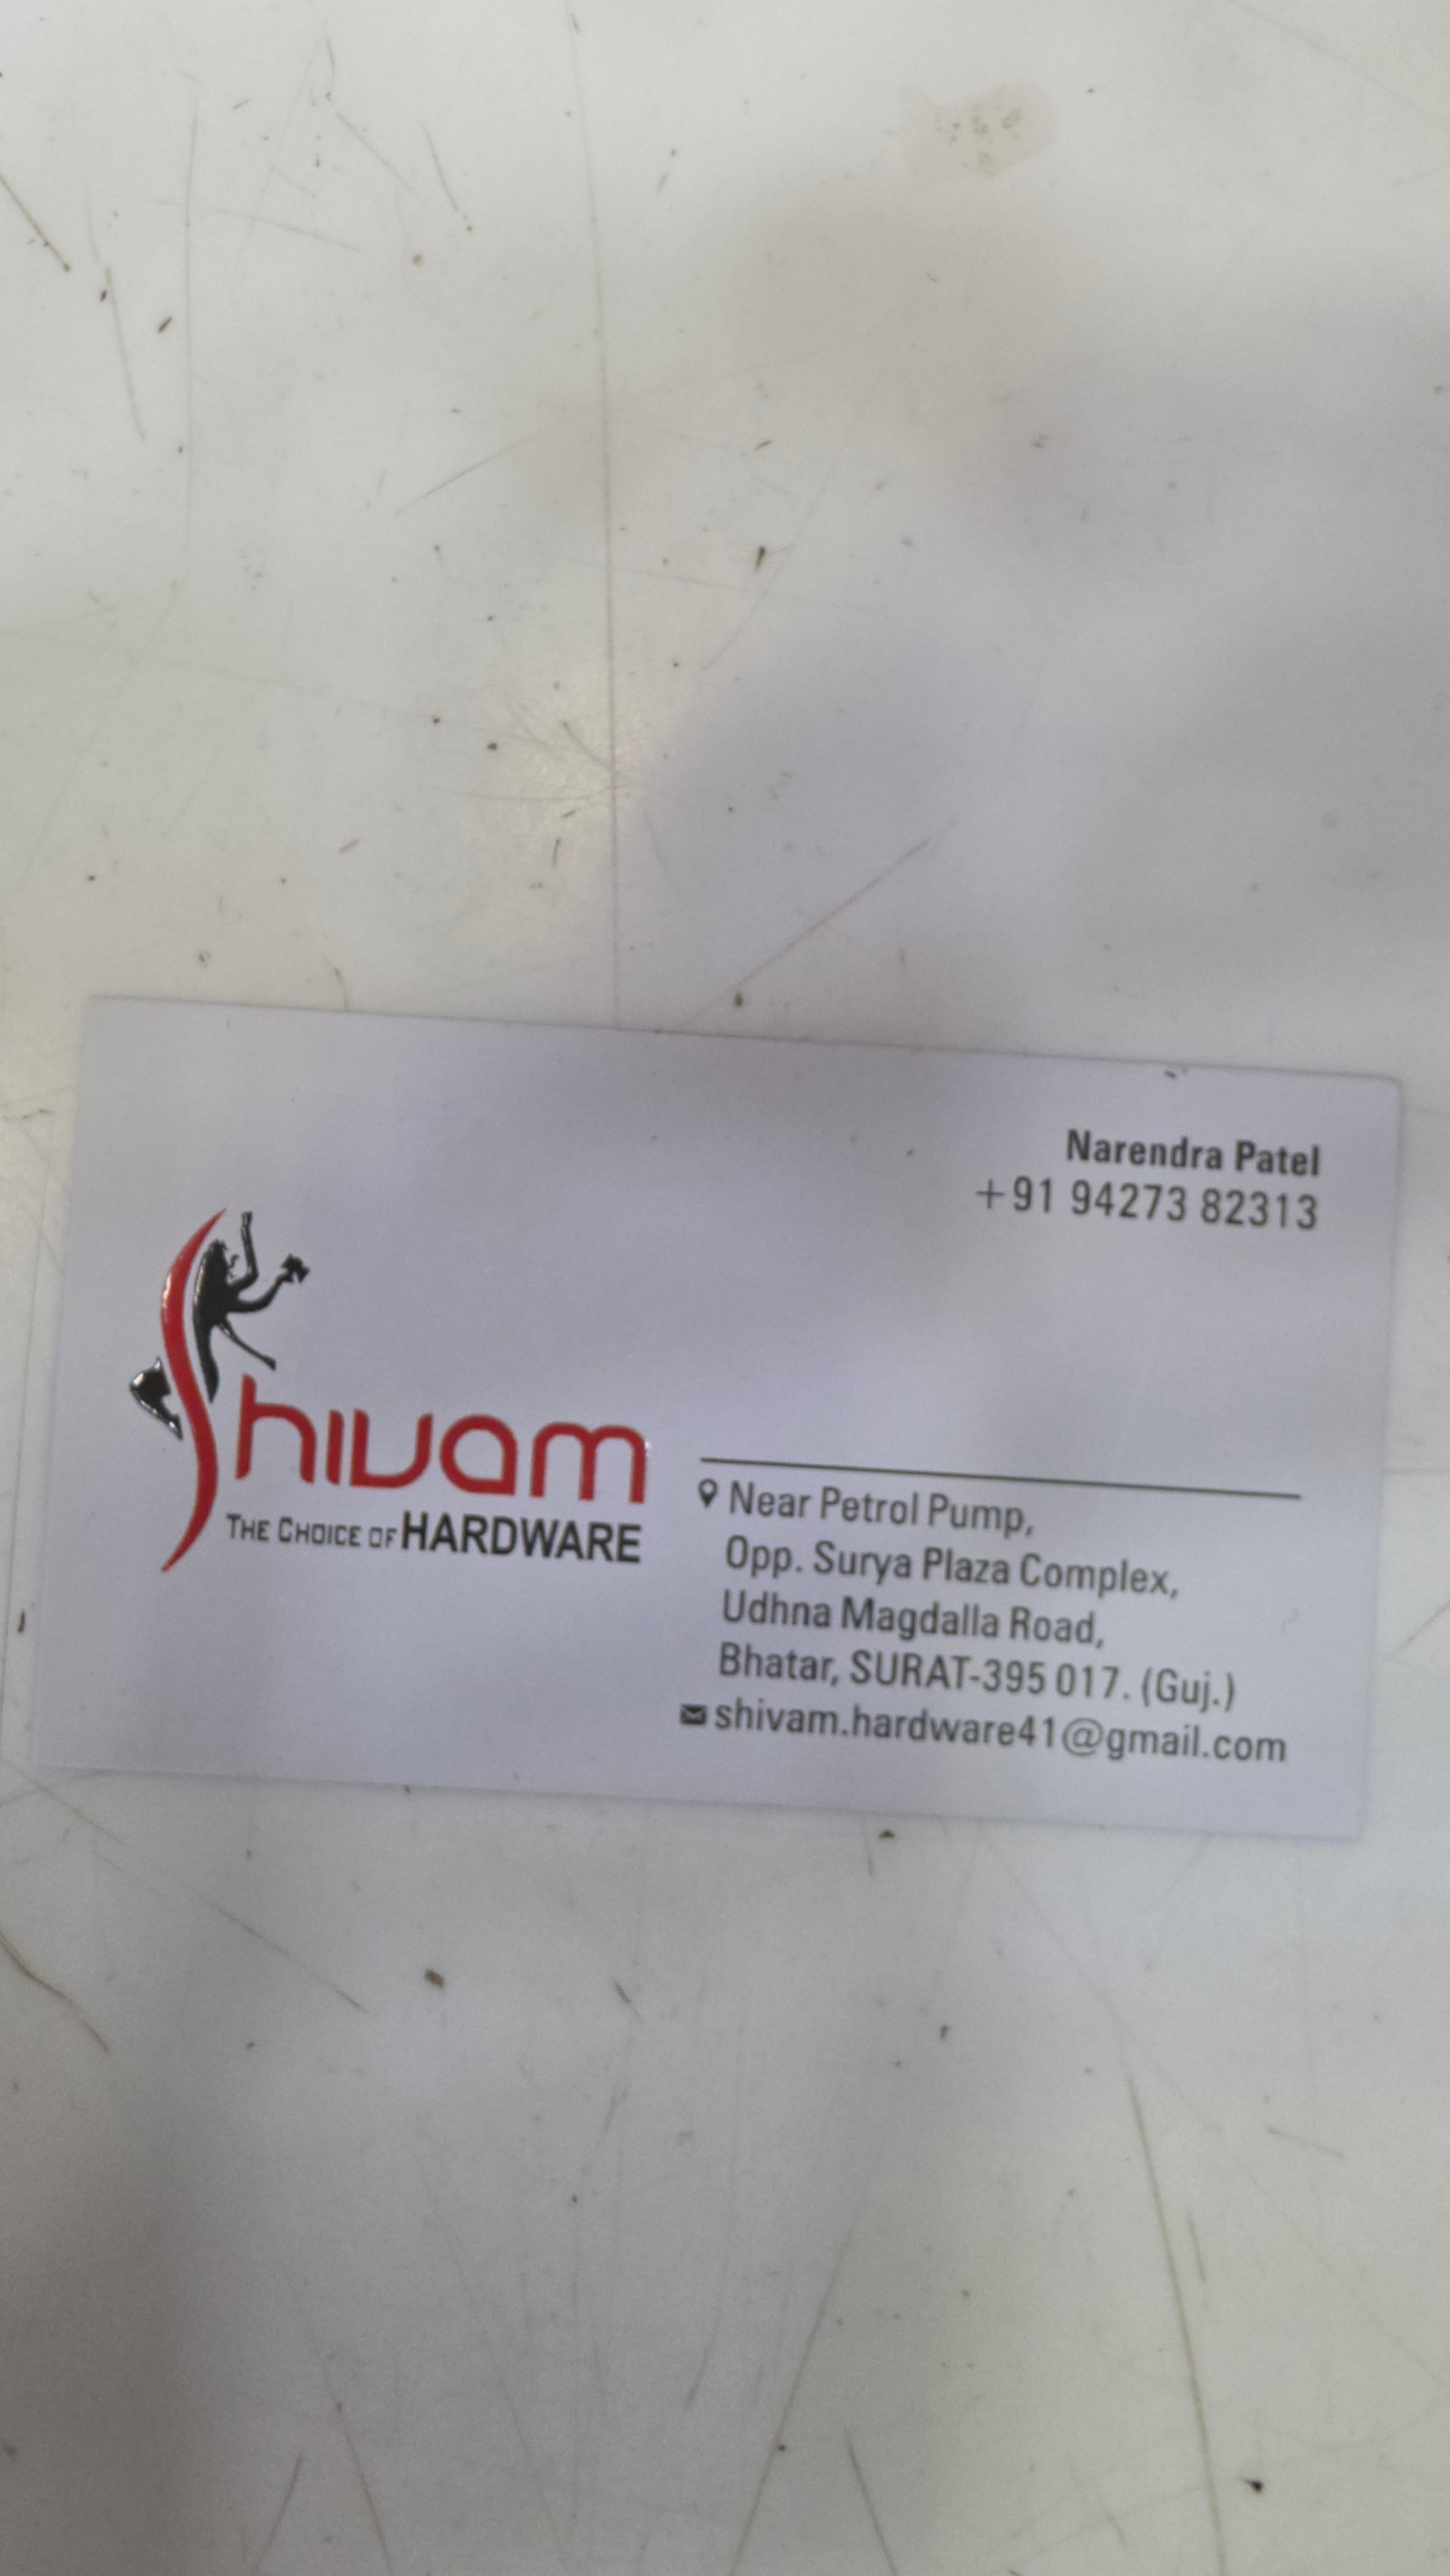 Narendra Patel
+91 94273 82313
Shivam
THE CHOICE OF HARDWARE
Near Petrol Pump,
Opp. Surya Plaza Complex,
Udhna Magdalla Road,
Bhatar, SURAT-395 017. (Guj.)
shivam.hardware41@gmail.com